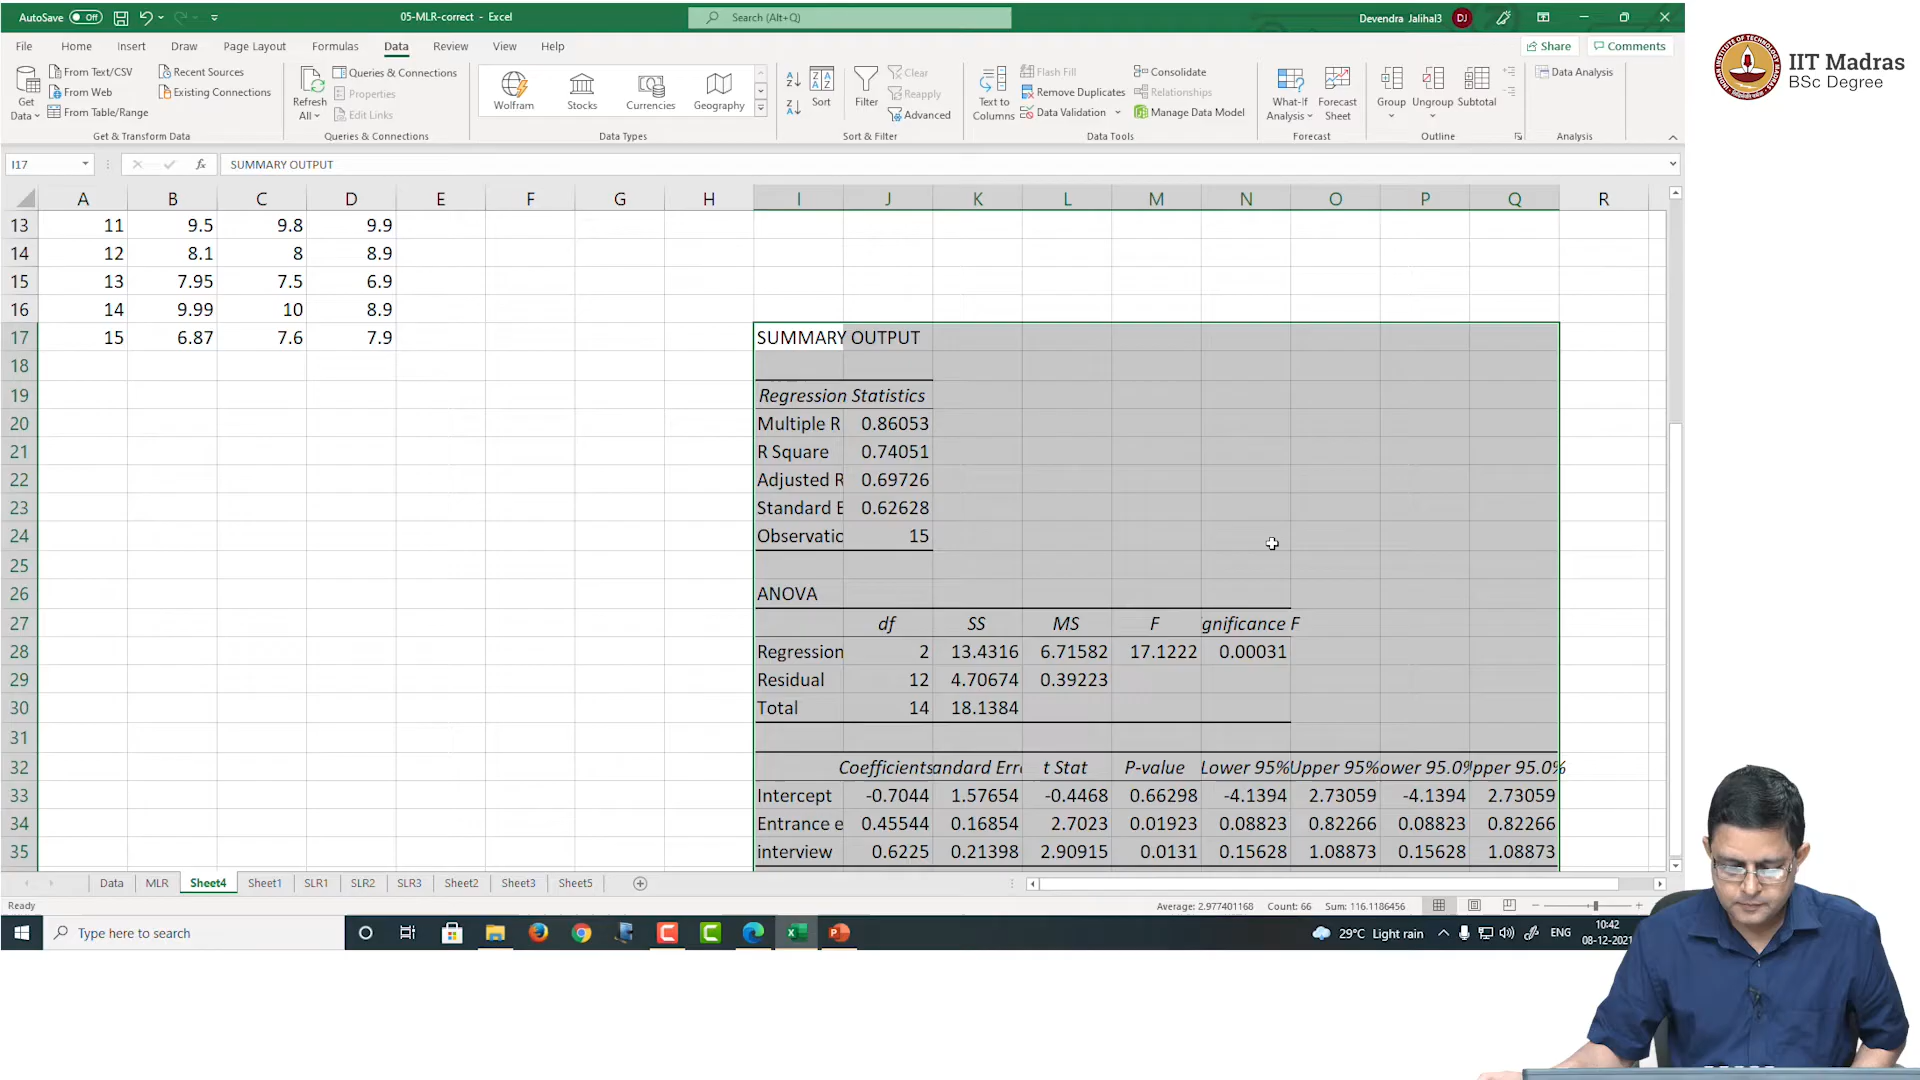 AutoSave Off 05-MLR-correct - Excel Search (Alt+Q) Devendra Jalihal3 DJ
File Home Insert Draw Page Layout Formulas Data Review View Help Share Comments
IIT Madras
BSc Degree
Get Data From Text/CSV Recent Sources
From Web Existing Connections
From Table/Range
Get & Transform Data
Refresh All Queries & Connections
Properties
Edit Links
Queries & Connections
Wolfram Stocks Currencies Geography
Data Types
Sort Filter Clear
Reapply
Advanced
Sort & Filter
Text to Columns Flash Fill Consolidate
Remove Duplicates Relationships
Data Validation Manage Data Model
Data Tools
What-If Analysis Forecast Sheet
Forecast
Group Ungroup Subtotal
Outline
Data Analysis
Analysis
I17 fx SUMMARY OUTPUT
A B C D E F G H I J K L M N O P Q R
13 11 9.5 9.8 9.9
14 12 8.1 8 8.9
15 13 7.95 7.5 6.9
16 14 9.99 10 8.9
17 15 6.87 7.6 7.9 SUMMARY OUTPUT
18
19 Regression Statistics
20 Multiple R 0.86053
21 R Square 0.74051
22 Adjusted R 0.69726
23 Standard E 0.62628
24 Observatic 15
25
26 ANOVA
27 df SS MS F gnificance F
28 Regression 2 13.4316 6.71582 17.1222 0.00031
29 Residual 12 4.70674 0.39223
30 Total 14 18.1384
31
32 Coefficients andard Erro t Stat P-value Lower 95% Upper 95% ower 95.0% pper 95.0%
33 Intercept -0.7044 1.57654 -0.4468 0.66298 -4.1394 2.73059 -4.1394 2.73059
34 Entrance e 0.45544 0.16854 2.7023 0.01923 0.08823 0.82266 0.08823 0.82266
35 interview 0.6225 0.21398 2.90915 0.0131 0.15628 1.08873 0.15628 1.08873
Data MLR Sheet4 Sheet1 SLR1 SLR2 SLR3 Sheet2 Sheet3 Sheet5
Ready Average: 2.977401168 Count: 66 Sum: 116.1186456
Type here to search 29°C Light rain ENG 10:42
08-12-2021